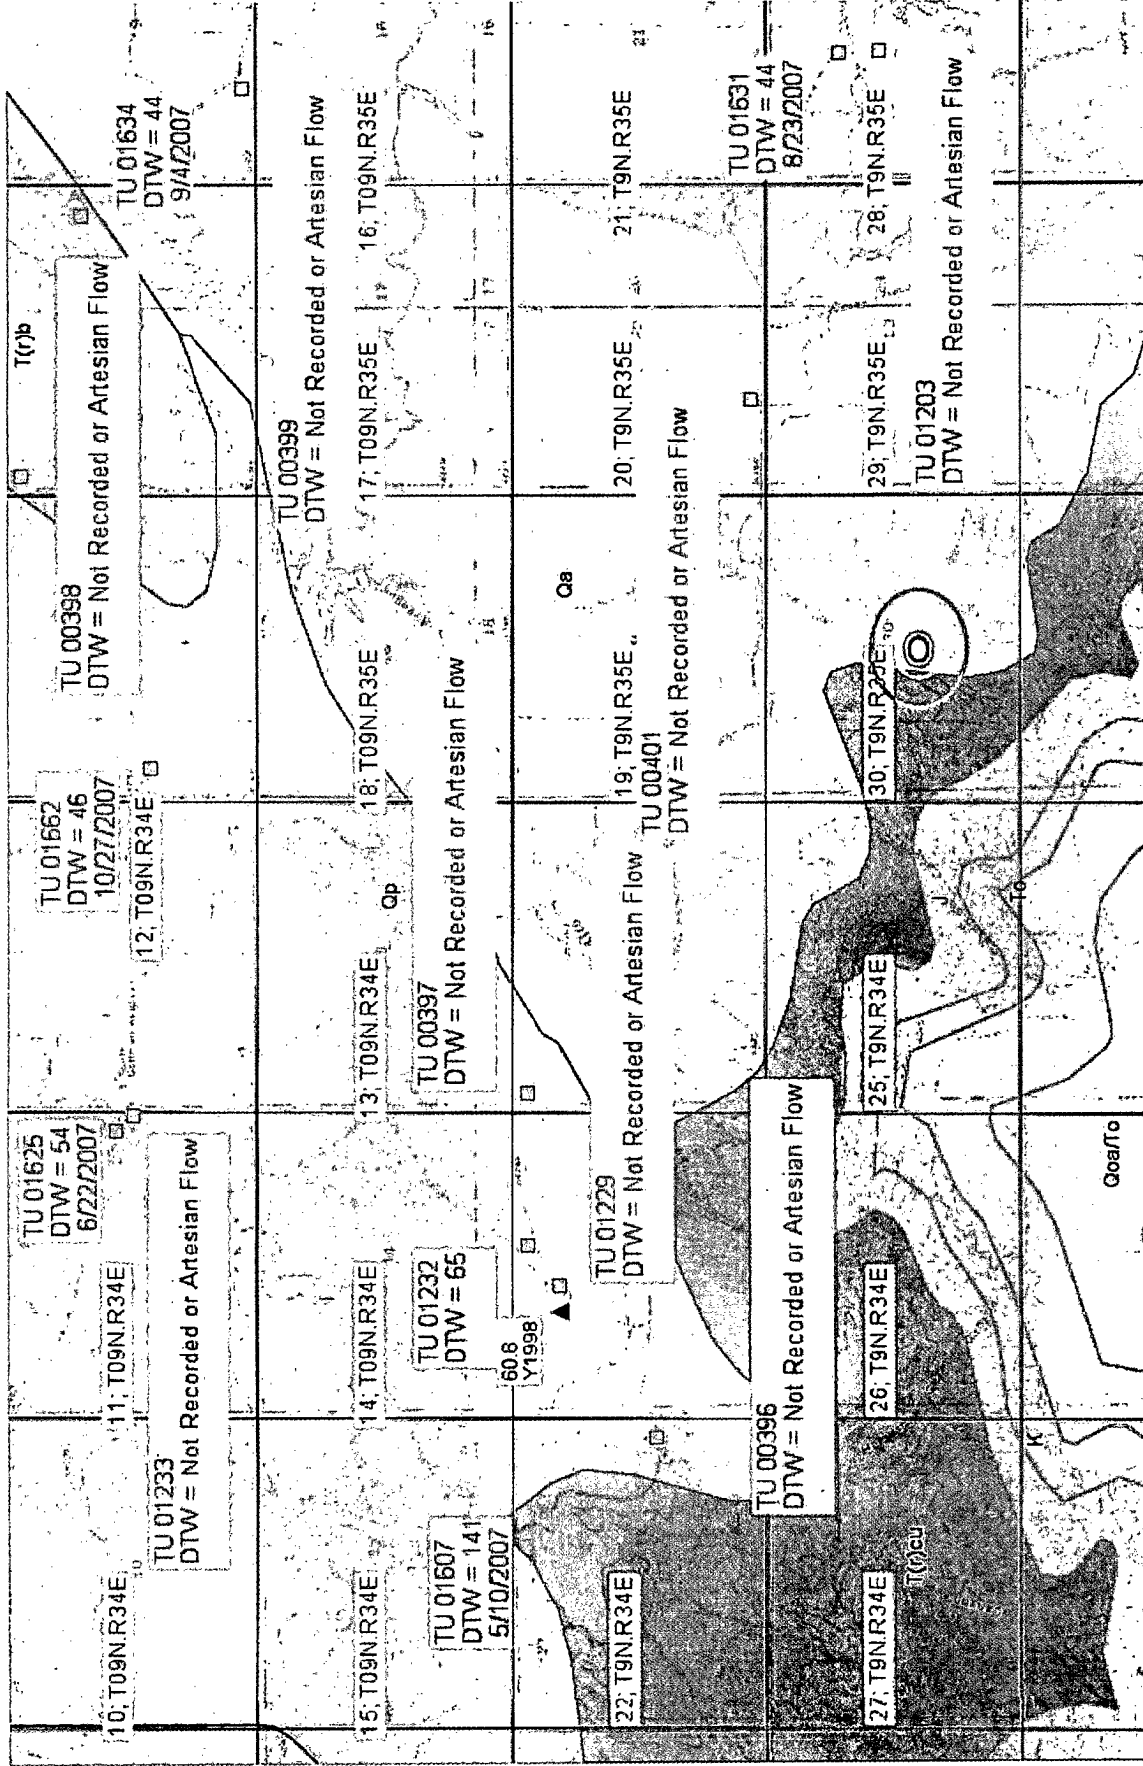 T(r)b
TU 01634
DTW = 44
9/4/2007
TU 00398
DTW = Not Recorded or Artesian Flow
TU 01662
DTW = 46
10/27/2007
12; T09N.R34E
TU 01625
DTW = 54
6/22/2007
11; T09N.R34E
10; T09N.R34E
TU 01233
DTW = Not Recorded or Artesian Flow
TU 00399
DTW = Not Recorded or Artesian Flow
15; T09N.R34E
14; T09N.R34E
13; T09N.R34E
18; T09N.R35E
17; T09N.R35E
16; T09N.R35E
Qp
TU 00397
DTW = Not Recorded or Artesian Flow
TU 01232
DTW = 65
TU 01607
DTW = 141
5/10/2007
60.8
Y1998
Qa
TU 01229
DTW = Not Recorded or Artesian Flow
22; T9N.R34E
19; T9N.R35E
20; T9N.R35E
21; T9N.R35E
21
17
16
TU 00401
DTW = Not Recorded or Artesian Flow
TU 01631
DTW = 44
8/23/2007
TU 00396
DTW = Not Recorded or Artesian Flow
27; T9N.R34E
26; T9N.R34E
25; T9N.R34E
30; T9N.R35E
30
29; T9N.R35E
28; T9N.R35E
T(r)cu
TU 01203
DTW = Not Recorded or Artesian Flow
J
K
To
Qoa/To